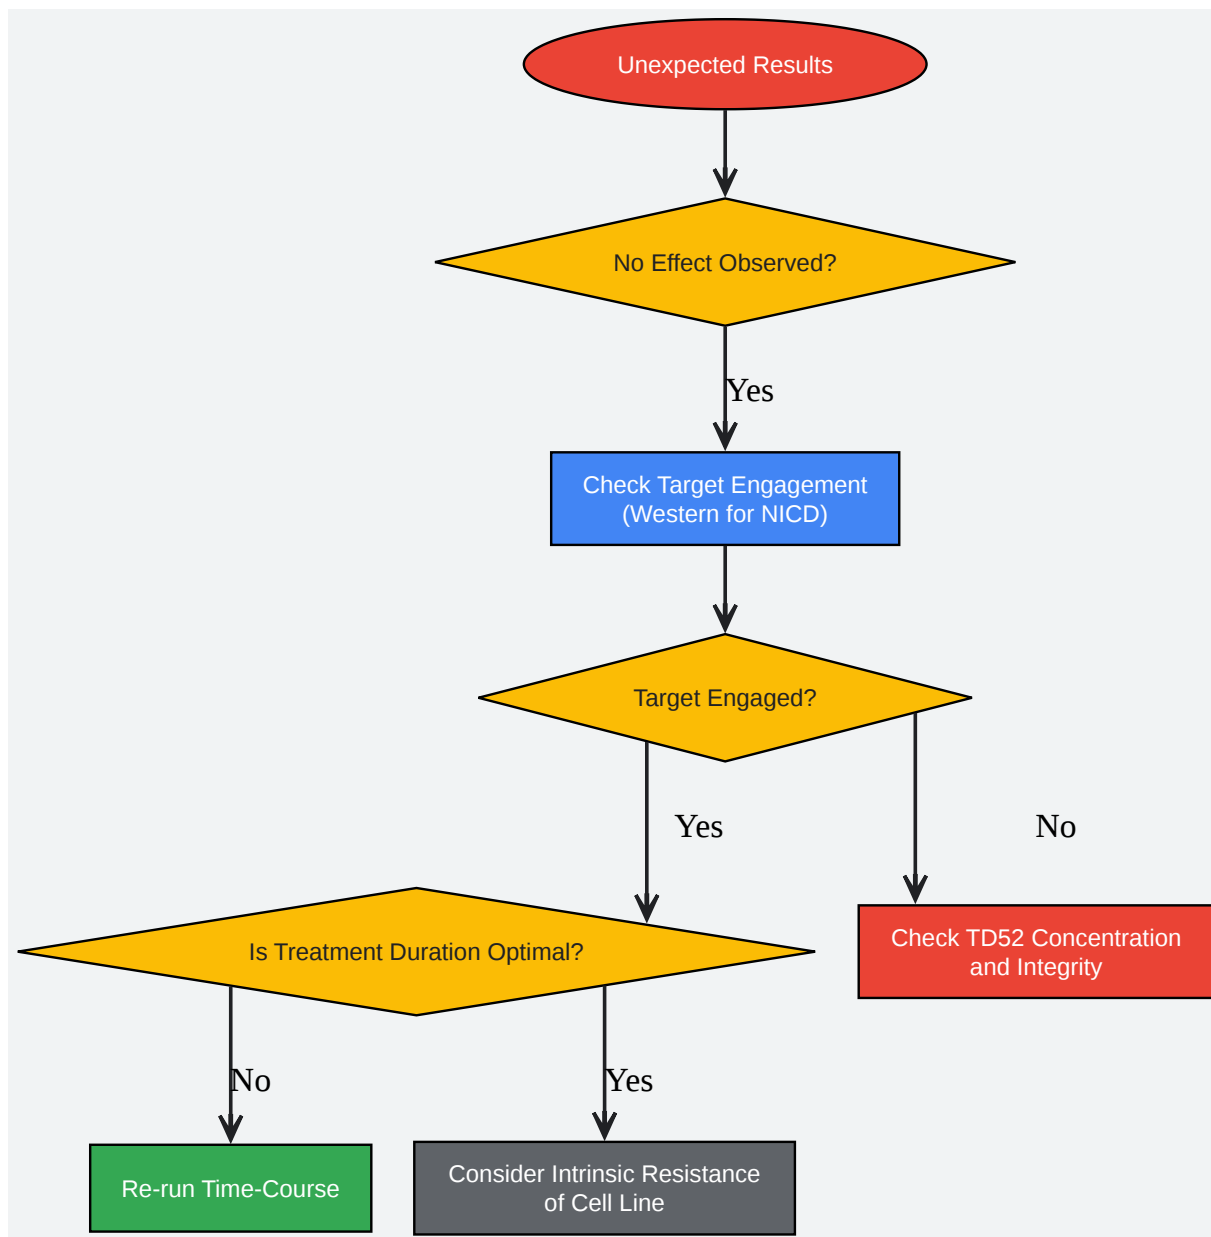 Unexpected Results
No Effect Observed?
Yes
Check Target Engagement
(Western for NICD)
Target Engaged?
Yes
No
Check TD52 Concentration
and Integrity
Is Treatment Duration Optimal?
No
Yes
Re-run Time-Course
Consider Intrinsic Resistance
of Cell Line